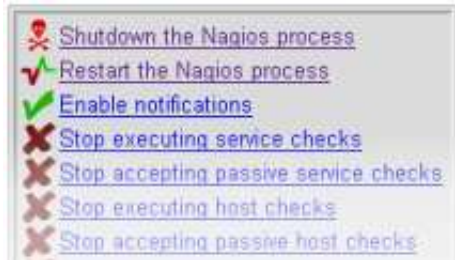 Shutdown the Nagios process
Restart the Nagios process
Enable notifications
Stop executing service checks
Stop accepting passive service checks
Stop executing host checks
Stop accepting passive host checks